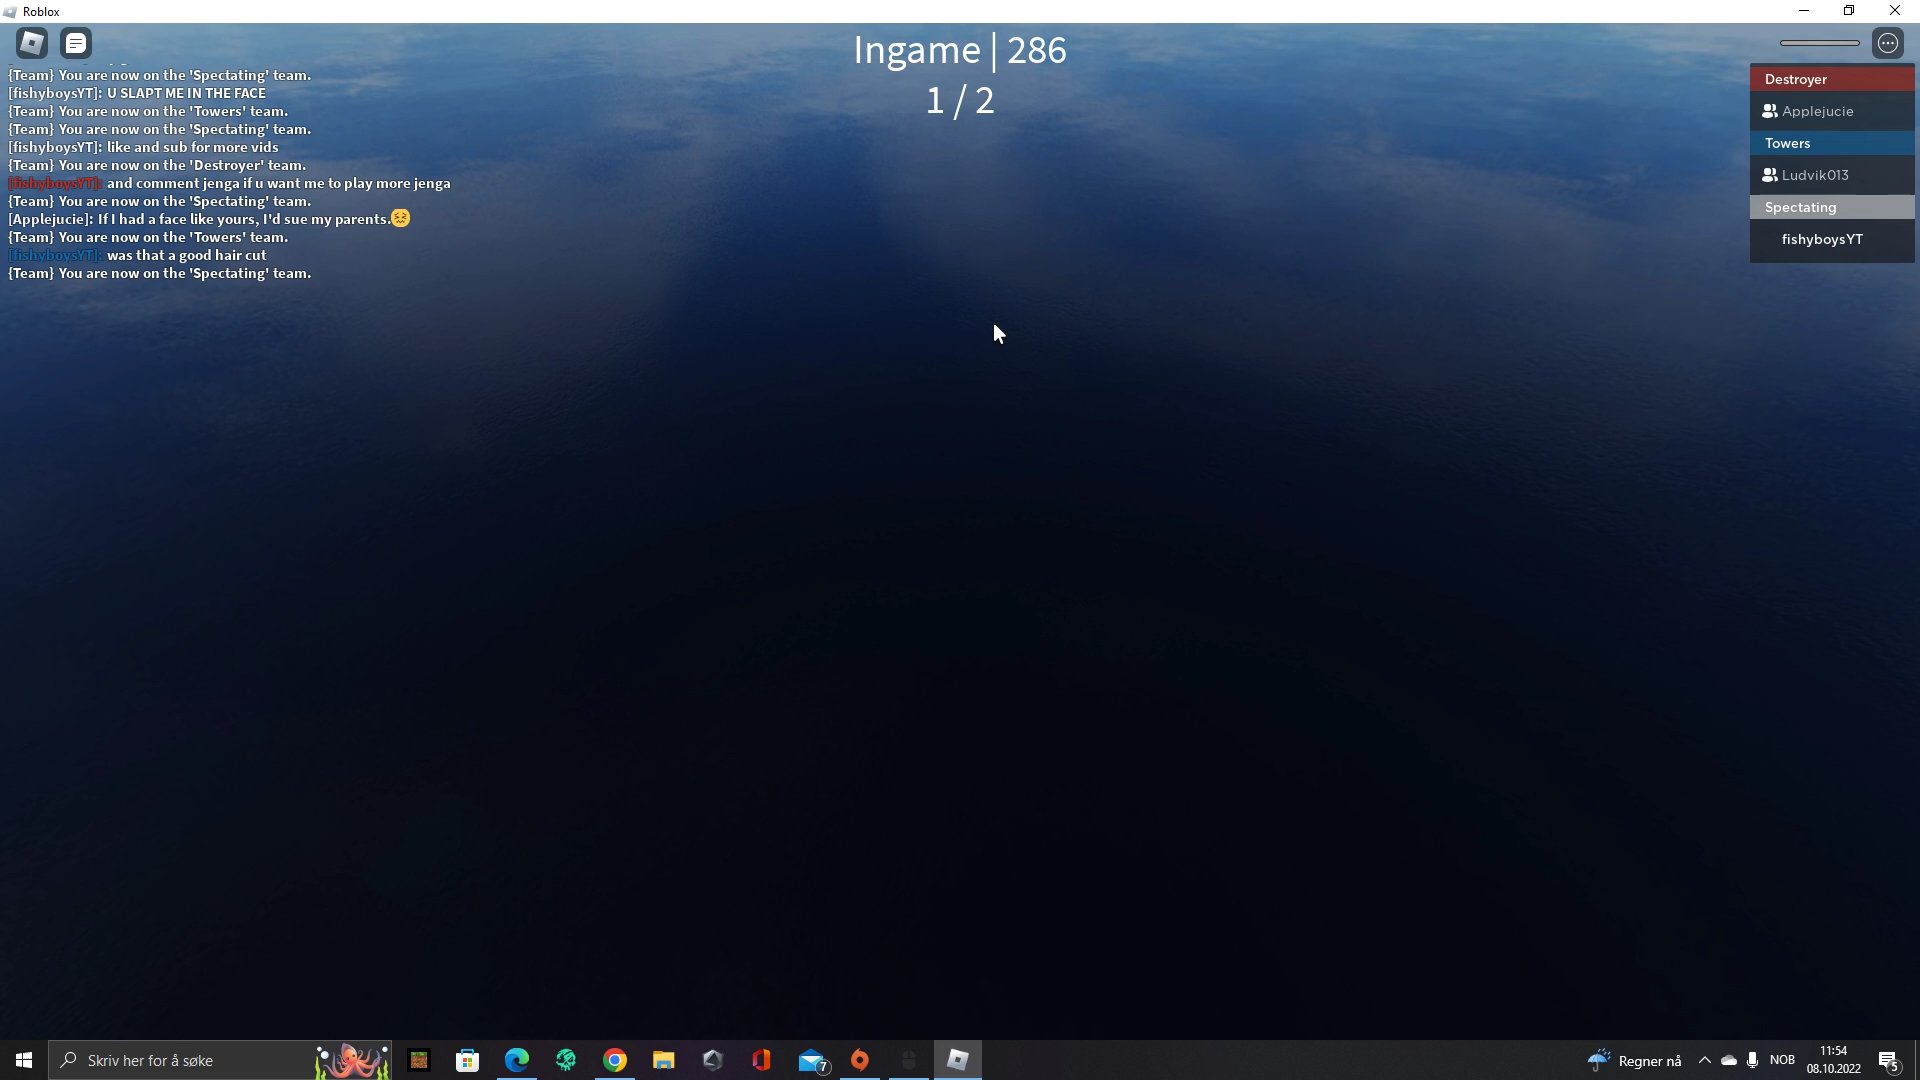 Roblox
Ingame | 286
1 / 2
{Team} You are now on the 'Spectating' team.
[fishyboysYT]: U SLAPT ME IN THE FACE
{Team} You are now on the 'Towers' team.
{Team} You are now on the 'Spectating' team.
[fishyboysYT]: like and sub for more vids
{Team} You are now on the 'Destroyer' team.
[fishyboysYT]: and comment jenga if u want me to play more jenga
{Team} You are now on the 'Spectating' team.
[Applejucie]: If I had a face like yours, I'd sue my parents.😖
{Team} You are now on the 'Towers' team.
[fishyboysYT]: was that a good hair cut
{Team} You are now on the 'Spectating' team.
Destroyer
Applejucie
Towers
Ludvik013
Spectating
fishyboysYT
Skriv her for å søke
7
Regner nå
NOB
11:54
08.10.2022
5